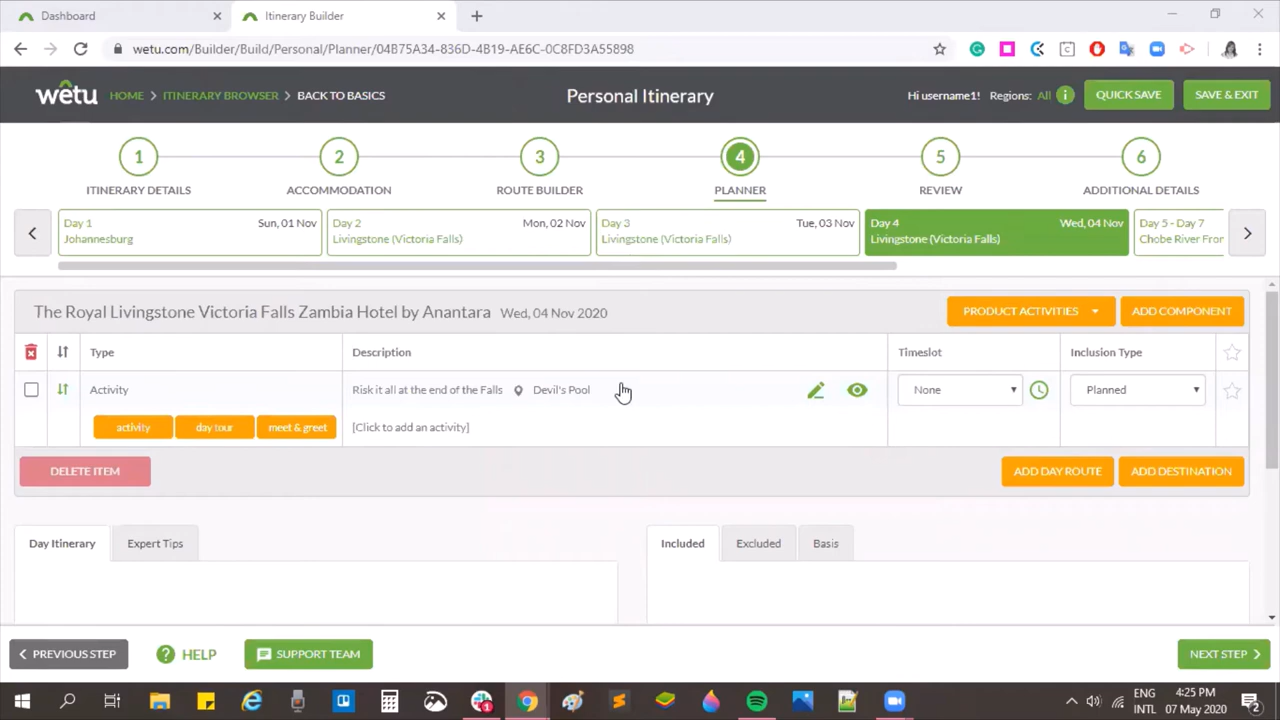 Dashboard
Itinerary Builder
wetu.com/Builder/Build/Personal/Planner/04B75A34-836D-4B19-AE6C-0C8FD3A55898
wetu
HOME
ITINERARY BROWSER
BACK TO BASICS
Personal Itinerary
Hi username1!
Regions: All
i
QUICK SAVE
SAVE & EXIT
1
2
3
4
5
6
ITINERARY DETAILS
ACCOMMODATION
ROUTE BUILDER
PLANNER
REVIEW
ADDITIONAL DETAILS
Day 1 Sun, 01 Nov
Johannesburg
Day 2 Mon, 02 Nov
Livingstone (Victoria Falls)
Day 3 Tue, 03 Nov
Livingstone (Victoria Falls)
Day 4 Wed, 04 Nov
Livingstone (Victoria Falls)
Day 5 - Day 7
Chobe River Fron
The Royal Livingstone Victoria Falls Zambia Hotel by Anantara Wed, 04 Nov 2020
PRODUCT ACTIVITIES
ADD COMPONENT
Type
Description
Timeslot
Inclusion Type
Activity
Risk it all at the end of the Falls
Devil's Pool
None
Planned
activity
day tour
meet & greet
[Click to add an activity]
DELETE ITEM
ADD DAY ROUTE
ADD DESTINATION
Day Itinerary
Expert Tips
Included
Excluded
Basis
PREVIOUS STEP
? HELP
SUPPORT TEAM
NEXT STEP
ENG
INTL
4:25 PM
07 May 2020
2